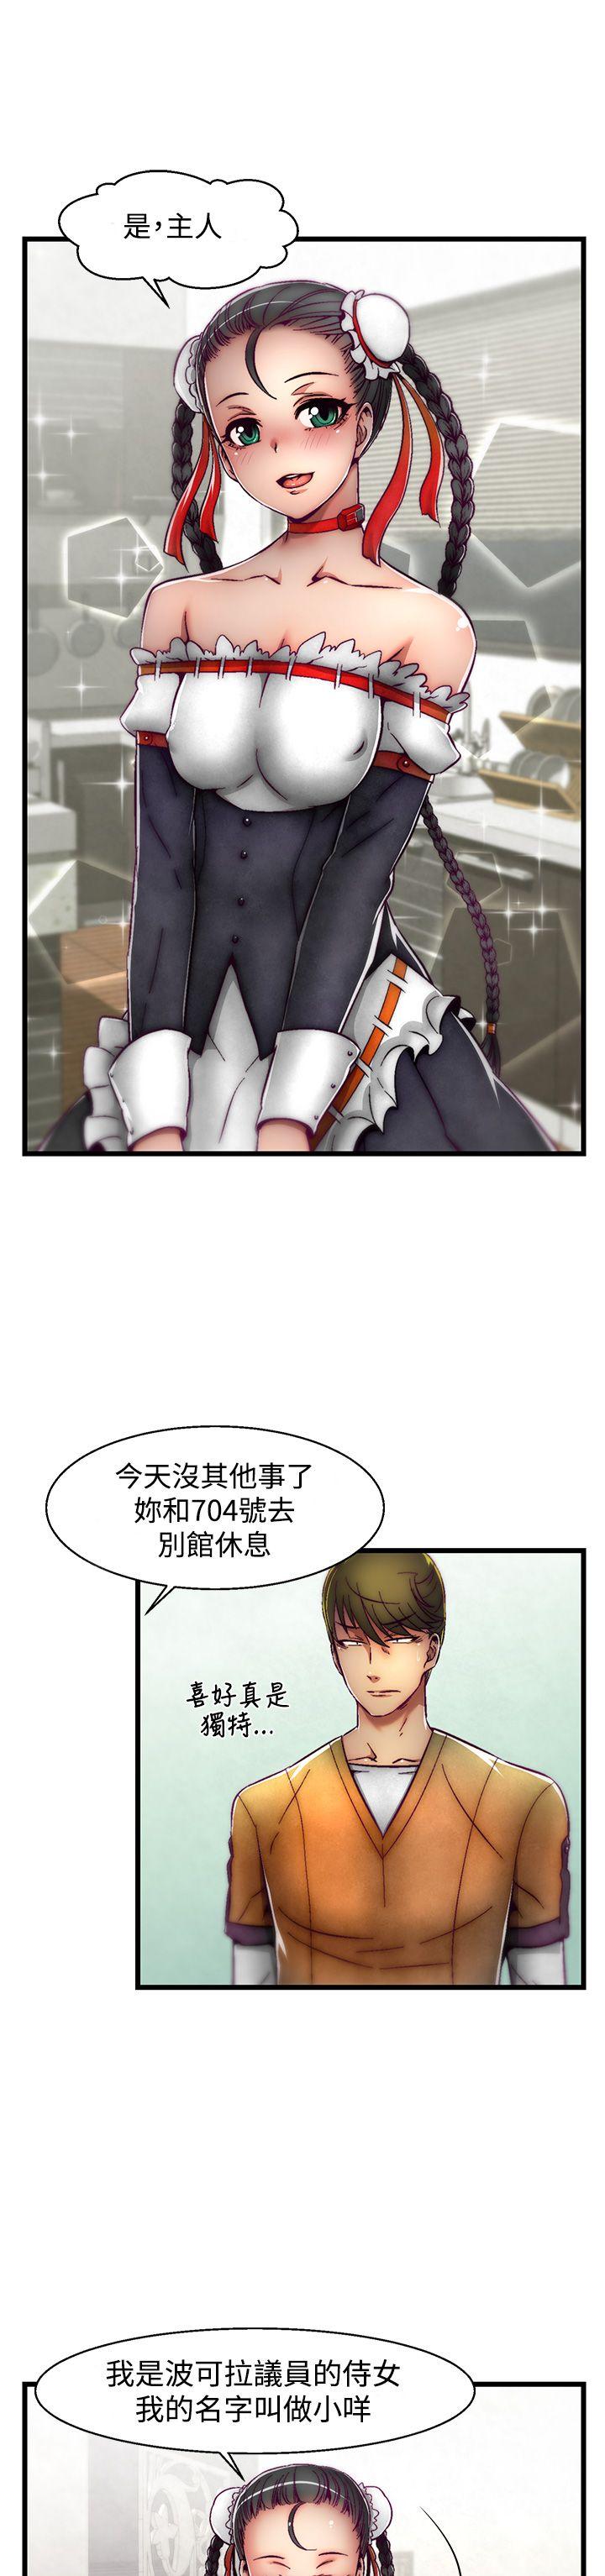 是，主人
今天沒其他事了
妳和704號去
別館休息
喜好真是
獨特...
我是波可拉議員的侍女
我的名字叫做小咩